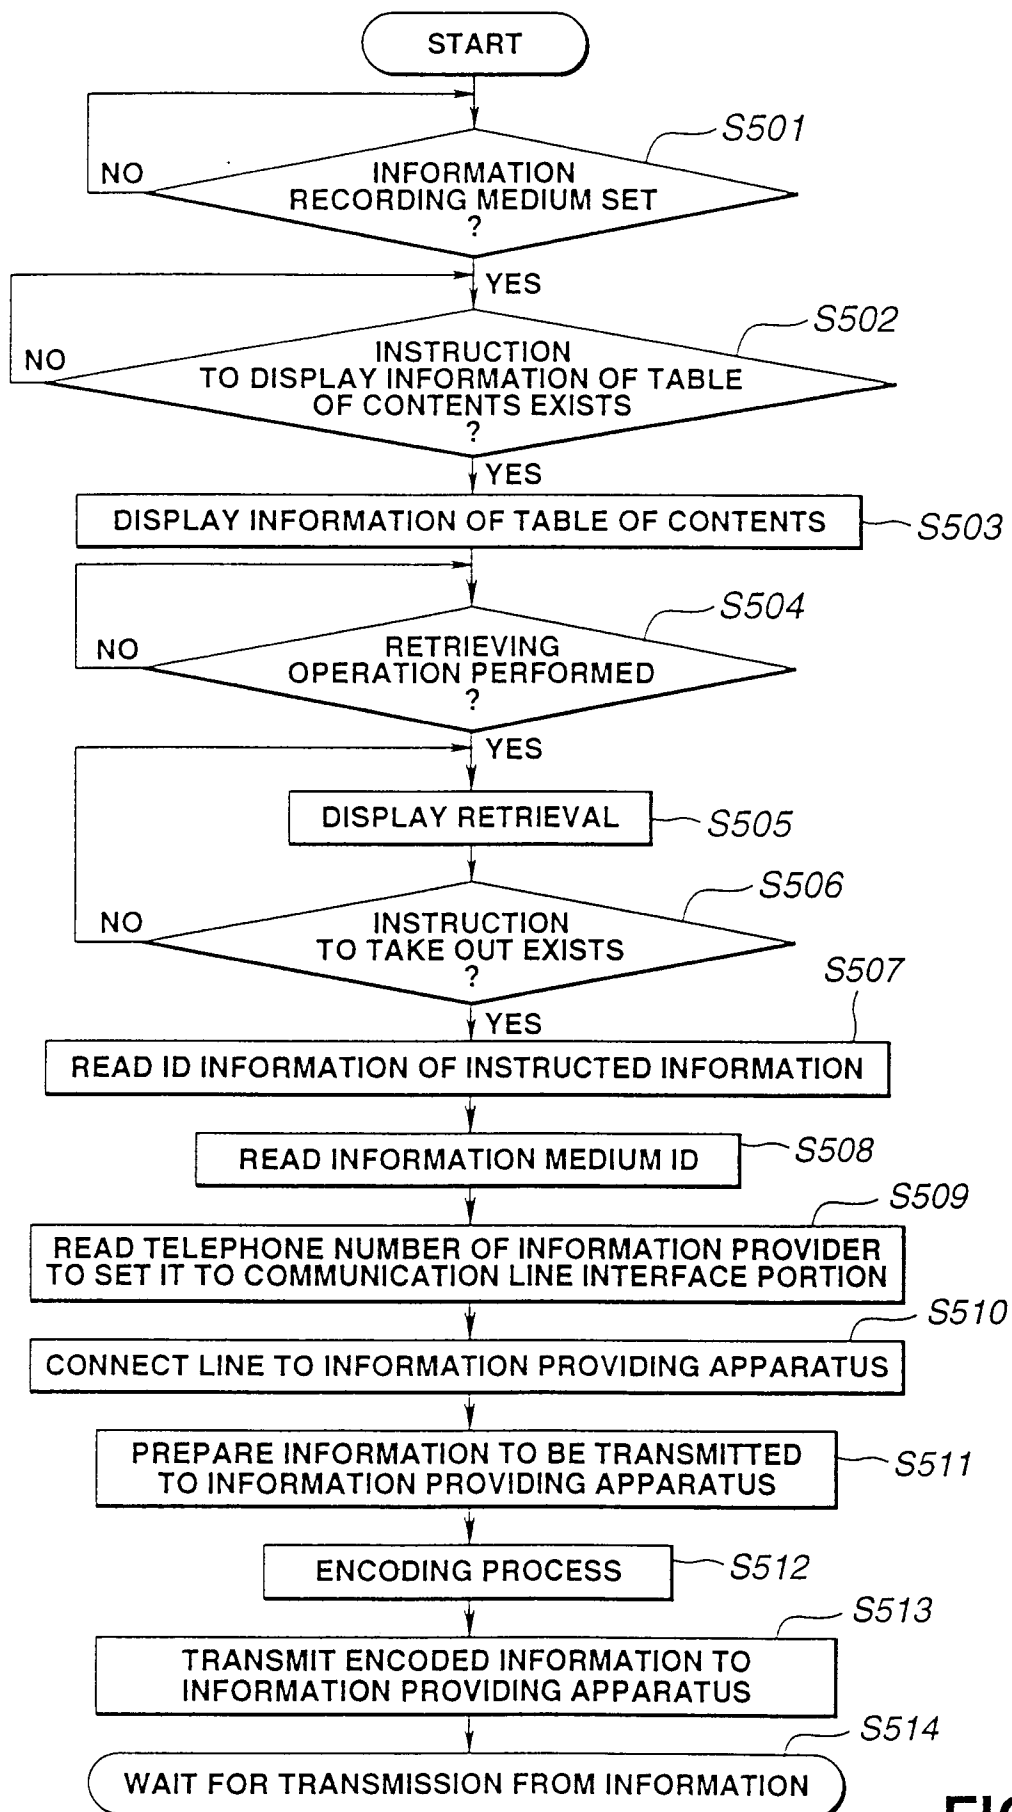 START
S501
NO
INFORMATION
RECORDING MEDIUM SET
?
YES
S502
NO
INSTRUCTION
TO DISPLAY INFORMATION OF TABLE
OF CONTENTS EXISTS
?
YES
DISPLAY INFORMATION OF TABLE OF CONTENTS
S503
S504
NO
RETRIEVING
OPERATION PERFORMED
?
YES
DISPLAY RETRIEVAL
S505
S506
NO
INSTRUCTION
TO TAKE OUT EXISTS
?
S507
YES
READ ID INFORMATION OF INSTRUCTED INFORMATION
READ INFORMATION MEDIUM ID
S508
S509
READ TELEPHONE NUMBER OF INFORMATION PROVIDER
TO SET IT TO COMMUNICATION LINE INTERFACE PORTION
S510
CONNECT LINE TO INFORMATION PROVIDING APPARATUS
PREPARE INFORMATION TO BE TRANSMITTED
TO INFORMATION PROVIDING APPARATUS
S511
ENCODING PROCESS
S512
S513
TRANSMIT ENCODED INFORMATION TO
INFORMATION PROVIDING APPARATUS
S514
WAIT FOR TRANSMISSION FROM INFORMATION